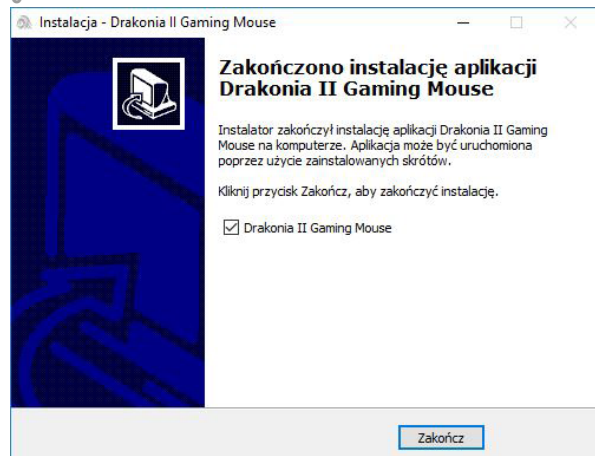 Instalacja - Drakonia II Gaming Mouse
Zakończono instalację aplikacji
Drakonia II Gaming Mouse
Instalator zakończył instalację aplikacji Drakonia II Gaming
Mouse na komputerze. Aplikacja może być uruchomiona
poprzez użycie zainstalowanych skrótów.
Kliknij przycisk Zakończ, aby zakończyć instalację.
Drakonia II Gaming Mouse
Zakończ